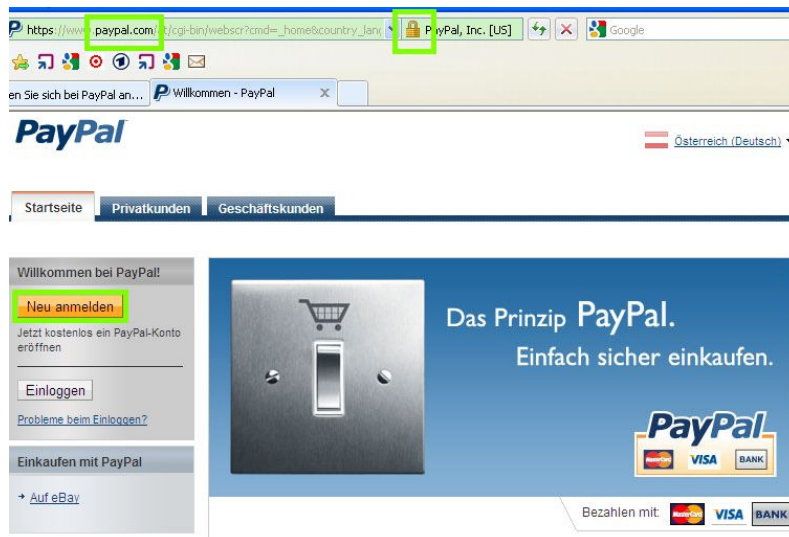 https://www.paypal.com/at/cgi-bin/webscr?cmd=_home&country_lan PayPal, Inc. [US] Google
en Sie sich bei PayPal an... Willkommen - PayPal x
PayPal
Österreich (Deutsch)
Startseite Privatkunden Geschäftskunden
Willkommen bei PayPal!
Neu anmelden
Jetzt kostenlos ein PayPal-Konto
eröffnen
Einloggen
Probleme beim Einloggen?
Einkaufen mit PayPal
Auf eBay
Das Prinzip PayPal.
Einfach sicher einkaufen.
PayPal
MasterCard VISA BANK
Bezahlen mit: MasterCard VISA BANK